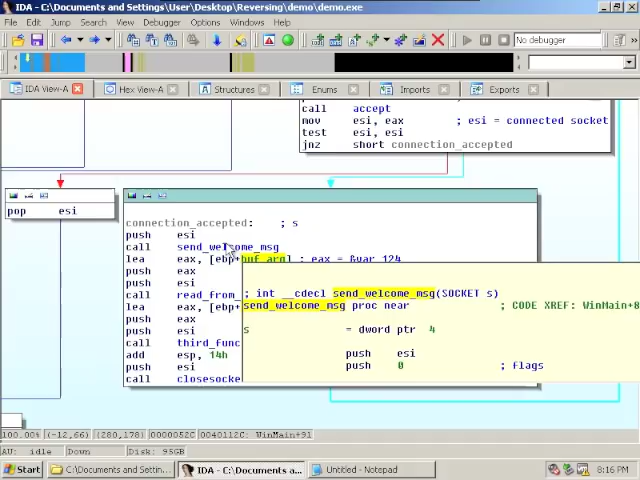 IDA - C:\Documents and Settings\User\Desktop\Reversing\demo\demo.exe
File Edit Jump Search View Debugger Options Windows Help
No debugger
IDA View-A Hex View-A Structures Enums Imports Exports
call accept
mov esi, eax ; esi = connected socket
test esi, esi
jnz short connection_accepted
pop esi
connection_accepted: ; s
push esi
call send_welcome_msg
lea eax, [ebp+buf_arg] ; eax = &var_124
push eax
push esi
call read_from_
lea eax, [ebp+
push eax
push esi
call third_func
add esp, 14h
push esi
call closesocke
; int __cdecl send_welcome_msg(SOCKET s)
send_welcome_msg proc near ; CODE XREF: WinMain+8
s = dword ptr 4
push esi
push 0 ; flags
100.00% (-12,66) (280,178) 0000052C 0040112C: WinMain+91
AU: idle Down Disk: 95GB
Start C:\Documents and Settin... IDA - C:\Documents a... Untitled - Notepad 8:16 PM